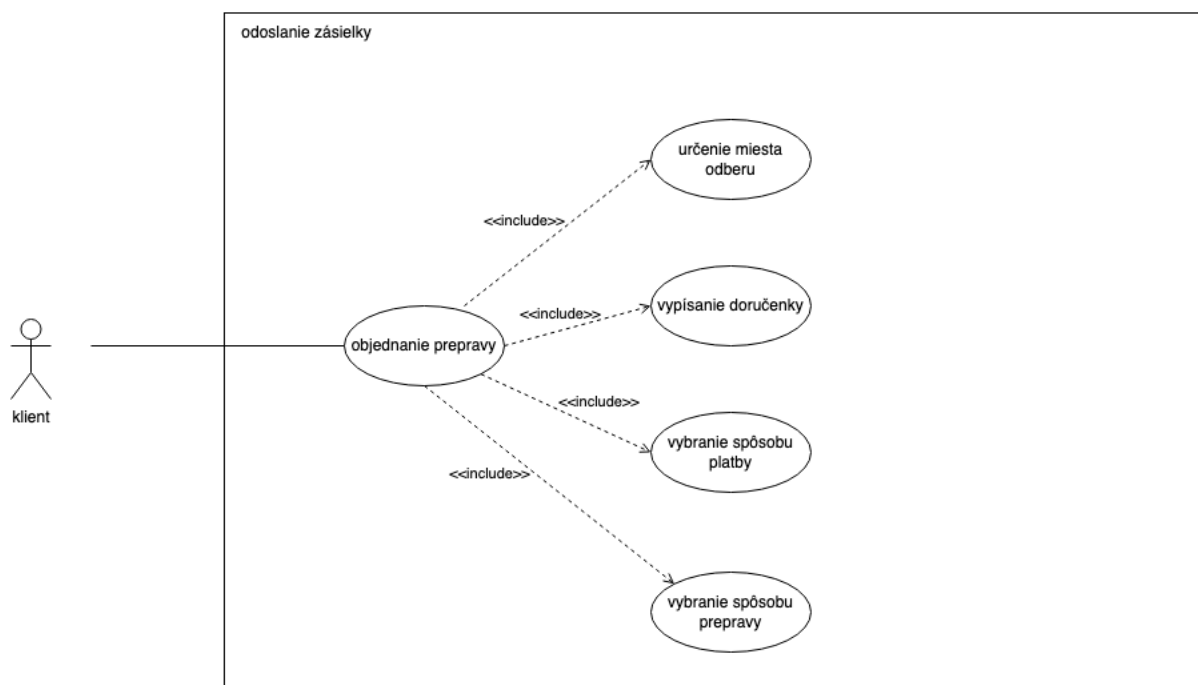 odoslanie zásielky
určenie miesta
odberu
<<include>>
vypísanie doručenky
<<include>>
objednanie prepravy
klient
<<include>>
vybranie spôsobu
platby
<<include>>
vybranie spôsobu
prepravy